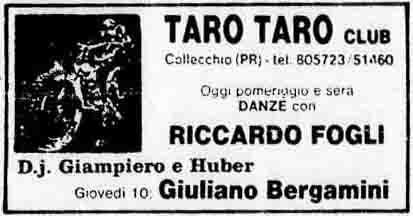 TARO TARO CLUB
Collecchio (PR) - tel. 805723/51460
Oggi pomeriggio e sera
DANZE con
RICCARDO FOGLI
D.j. Giampiero e Huber
Giovedì 10: Giuliano Bergamini